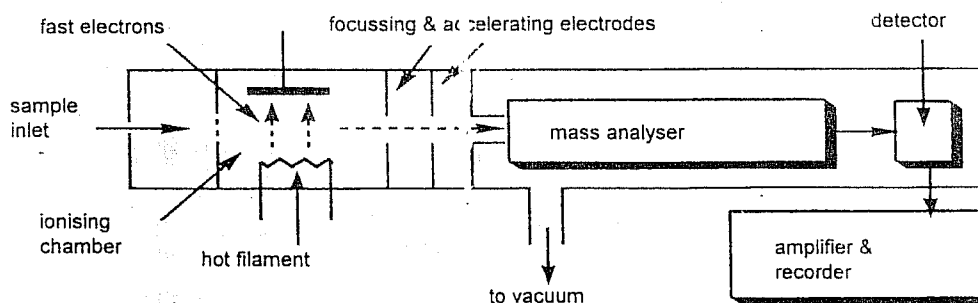 fast electrons
focussing & accelerating electrodes
detector
sample
inlet
mass analyser
ionising
chamber
hot filament
amplifier &
recorder
to vacuum